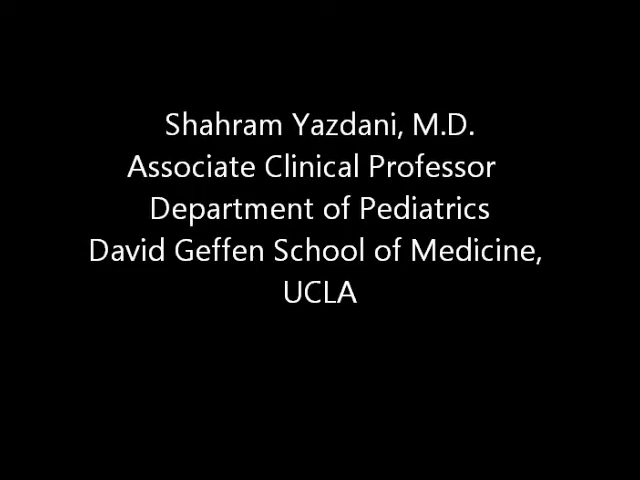 Shahram Yazdani, M.D.
Associate Clinical Professor
Department of Pediatrics
David Geffen School of Medicine,
UCLA